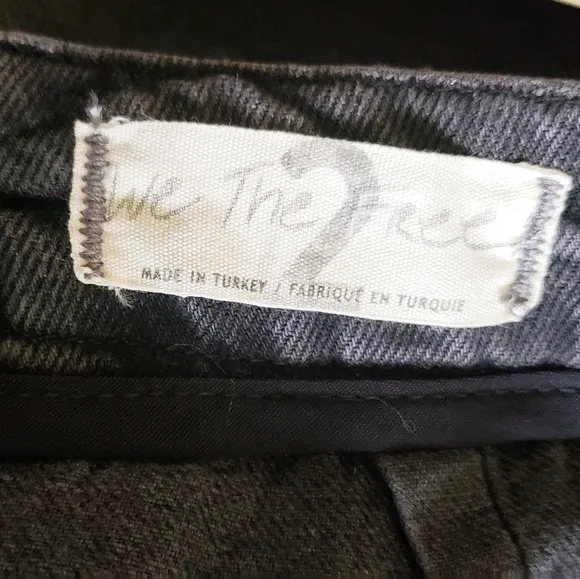 We The Free
?
MADE IN TURKEY / FABRIQUÉ EN TURQUIE